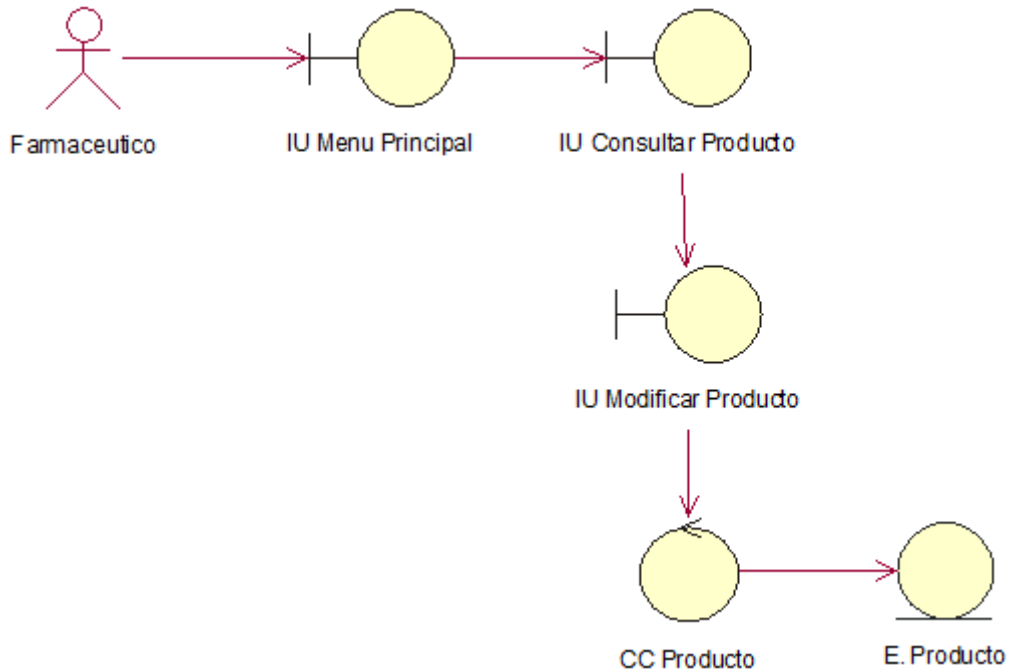 Farmaceutico
IU Menu Principal
IU Consultar Producto
IU Modificar Producto
CC Producto
E. Producto